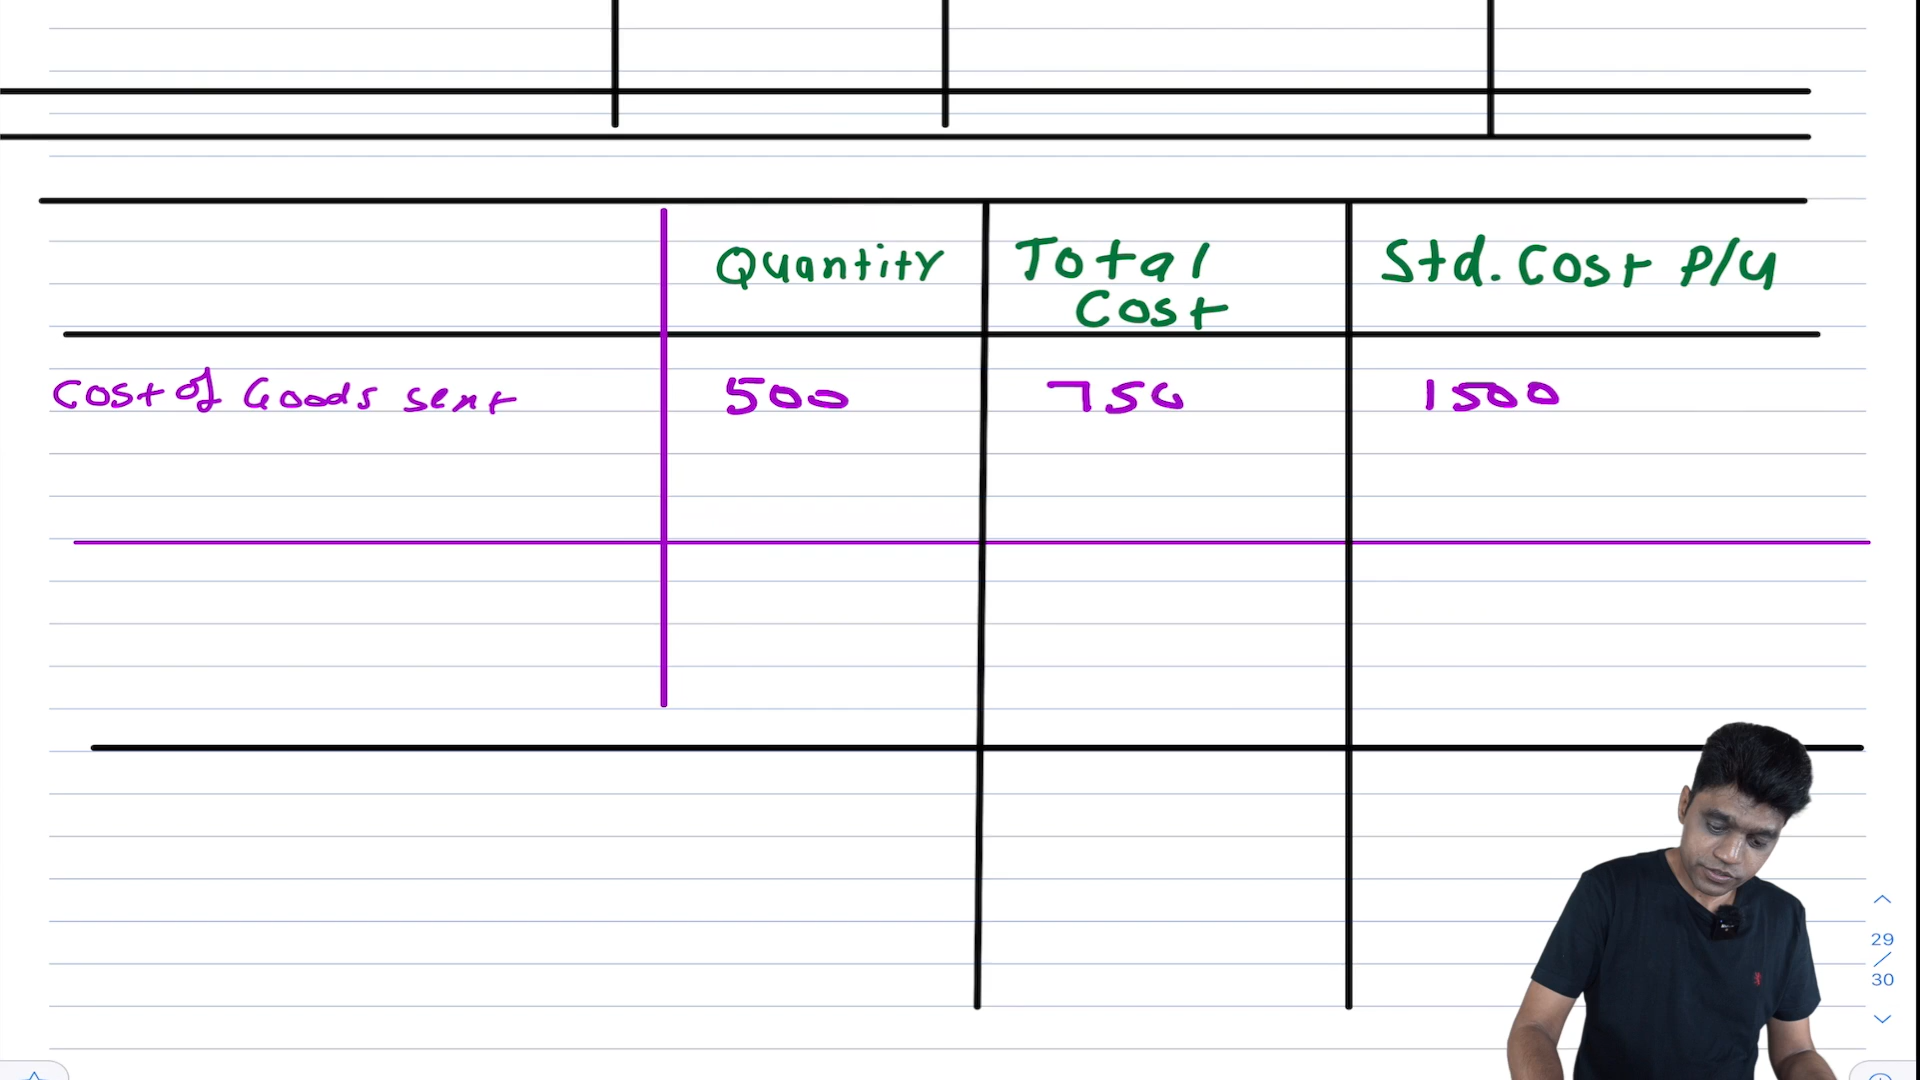 Quantity Total Cost Std. Cost P/U
Cost of Goods sent 500 750 1500
29
/
30